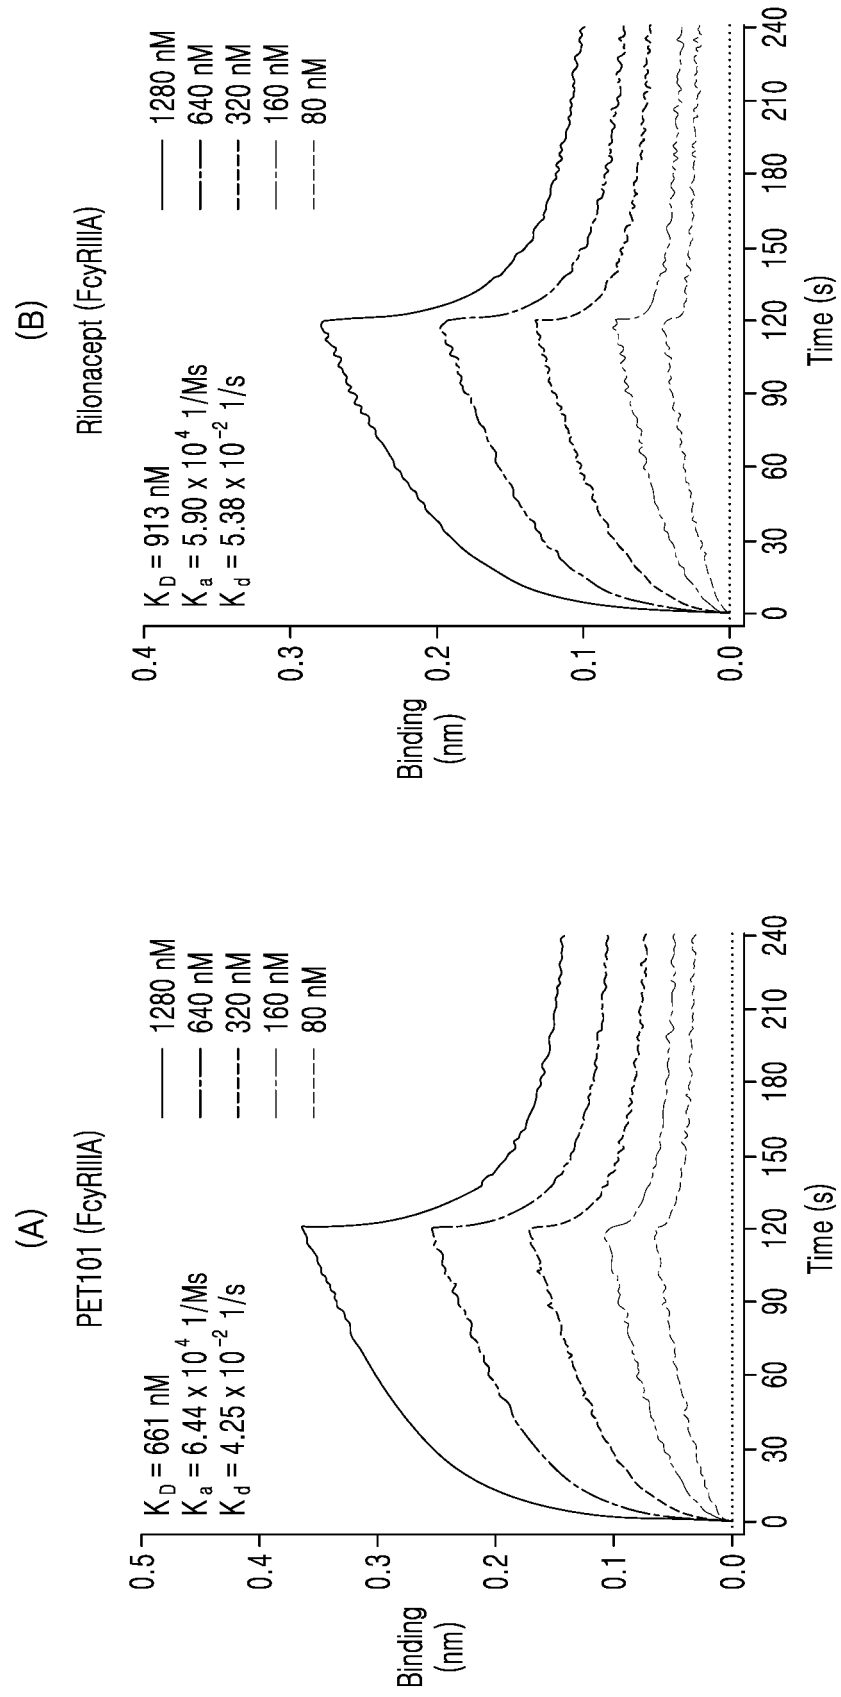 (A)
PET101 (FcyRIIIA)
K_D = 661 nM
K_a = 6.44 x 10^4 1/Ms
K_d = 4.25 x 10^-2 1/s
1280 nM
640 nM
320 nM
160 nM
80 nM
Binding
(nm)
0.5
0.4
0.3
0.2
0.1
0.0
0 30 60 90 120 150 180 210 240
Time (s)
(B)
Rilonacept (FcyRIIIA)
K_D = 913 nM
K_a = 5.90 x 10^4 1/Ms
K_d = 5.38 x 10^-2 1/s
1280 nM
640 nM
320 nM
160 nM
80 nM
Binding
(nm)
0.4
0.3
0.2
0.1
0.0
0 30 60 90 120 150 180 210 240
Time (s)